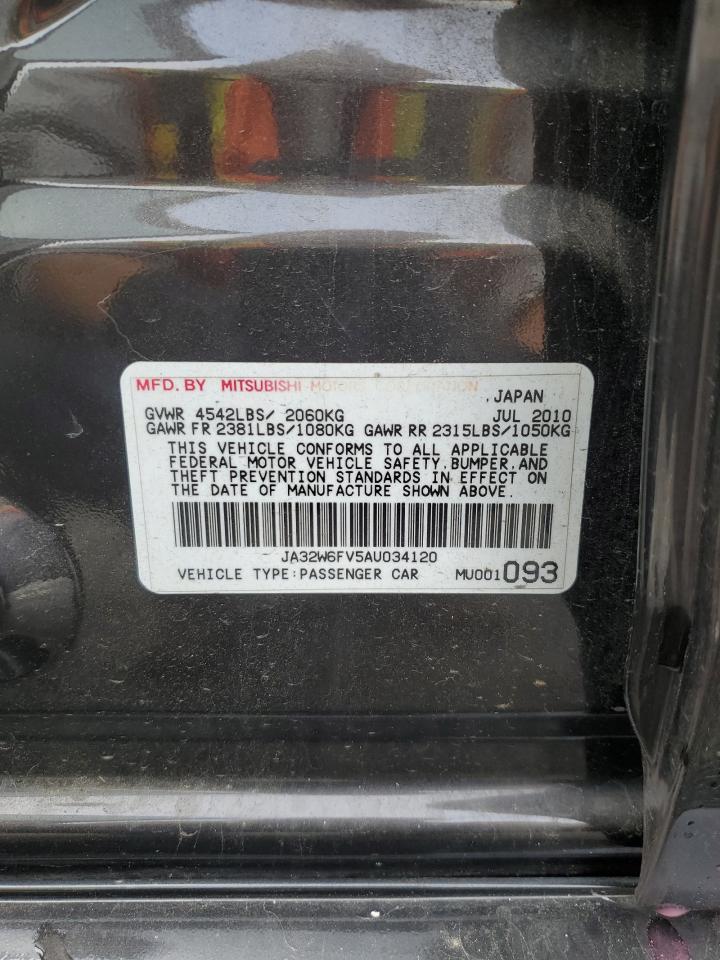 MFD. BY MITSUBISHI MOTORS CORPORATION
JAPAN
GVWR 4542LBS/ 2060KG JUL 2010
GAWR FR 2381LBS/1080KG GAWR RR 2315LBS/1050KG
THIS VEHICLE CONFORMS TO ALL APPLICABLE
FEDERAL MOTOR VEHICLE SAFETY, BUMPER, AND
THEFT PREVENTION STANDARDS IN EFFECT ON
THE DATE OF MANUFACTURE SHOWN ABOVE.
JA32W6FV5AU034120
VEHICLE TYPE:PASSENGER CAR MU001093